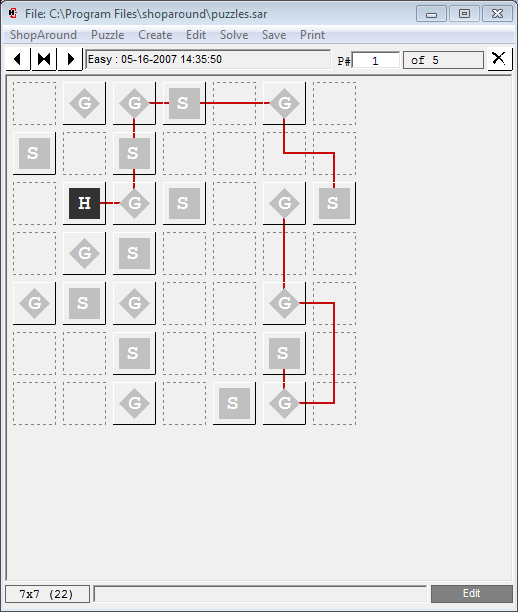 File: C:\Program Files\shoparound\puzzles.sar
ShopAround Puzzle Create Edit Solve Save Print
Easy : 05-16-2007 14:35:50 P# 1 of 5
G G S G
S S
H G S G S
G S
G S G G
S S
G S G
7x7 (22) Edit